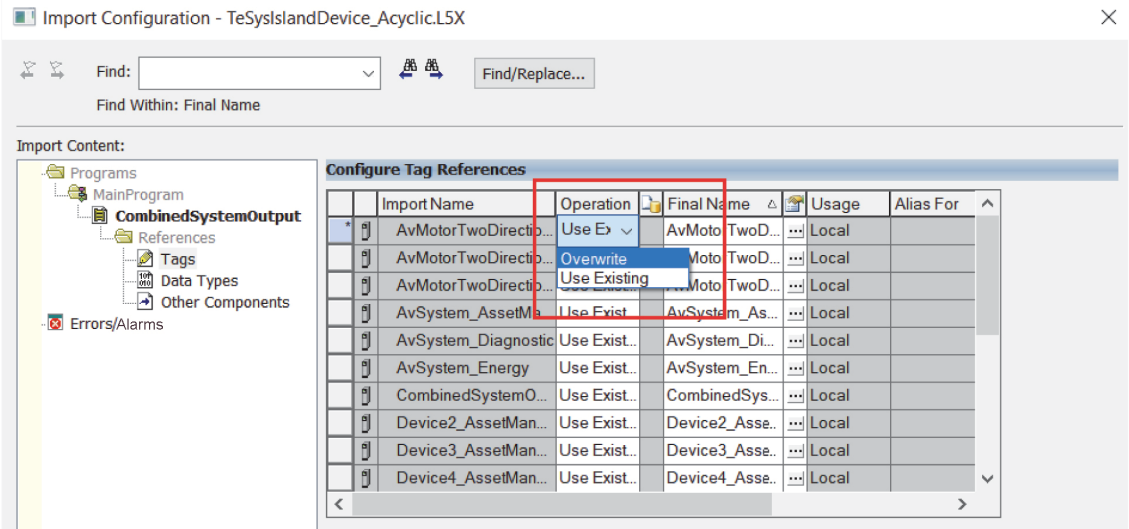 Import Configuration - TeSysIslandDevice_Acyclic.L5X
Find:
Find/Replace...
Find Within: Final Name
Import Content:
Programs
MainProgram
CombinedSystemOutput
References
Tags
Data Types
Other Components
Errors/Alarms
Configure Tag References
Import Name Operation Final Name Usage Alias For
* AvMotorTwoDirectio... Use Ex AvMotorTwoD... ... Local
AvMotorTwoDirectio... Overwrite MotorTwoD... ... Local
AvMotorTwoDirectio... Use Existing MotorTwoD... ... Local
AvSystem_AssetMa... Use Exist... AvSystem_As... ... Local
AvSystem_Diagnostic Use Exist... AvSystem_Di... ... Local
AvSystem_Energy Use Exist... AvSystem_En... ... Local
CombinedSystemO... Use Exist... CombinedSys... ... Local
Device2_AssetMan... Use Exist... Device2_Asse... ... Local
Device3_AssetMan... Use Exist... Device3_Asse... ... Local
Device4_AssetMan... Use Exist... Device4_Asse... ... Local